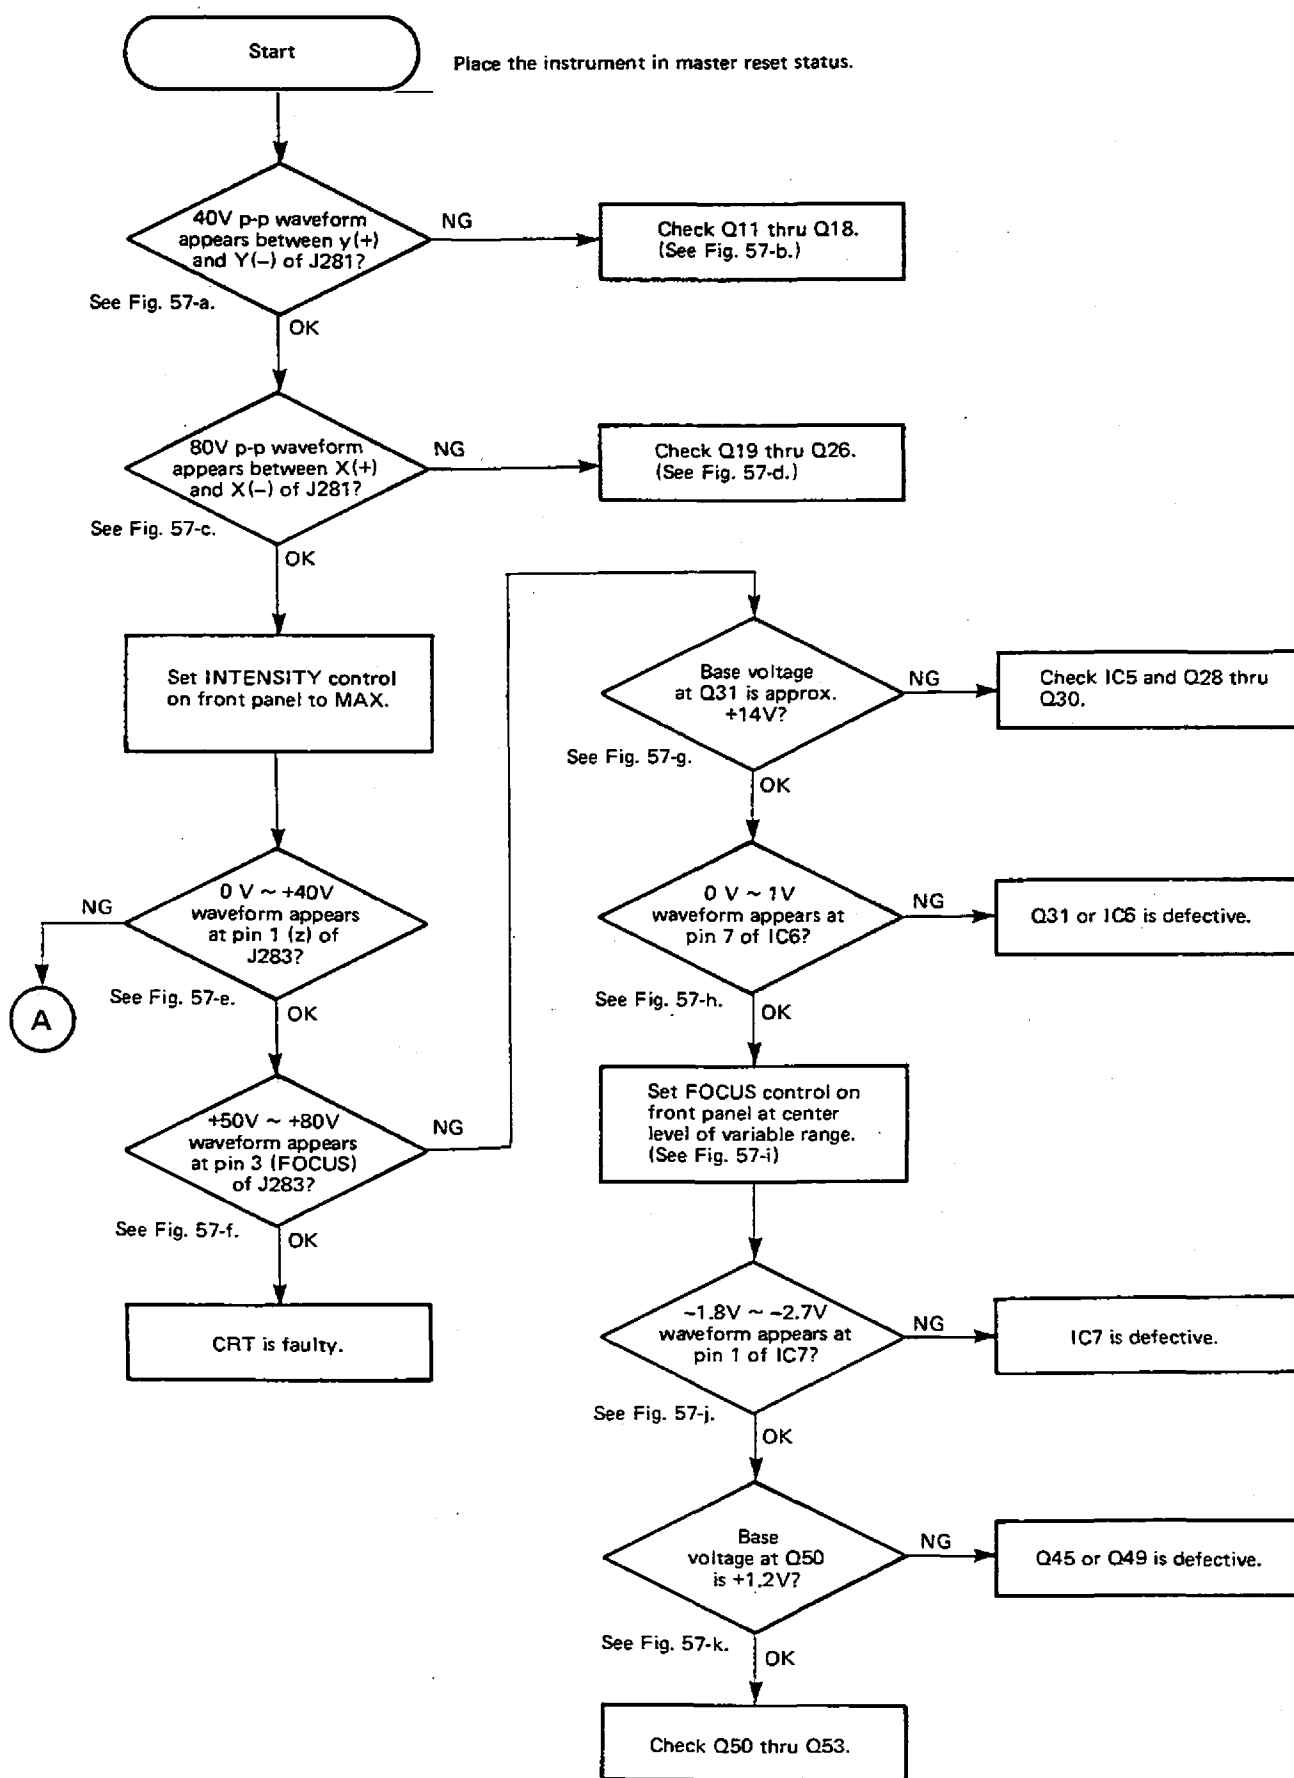 Start
Place the instrument in master reset status.
40V p-p waveform
appears between y(+)
and Y(−) of J281?
NG
Check Q11 thru Q18.
(See Fig. 57-b.)
See Fig. 57-a.
OK
80V p-p waveform
appears between X(+)
and X(−) of J281?
NG
Check Q19 thru Q26.
(See Fig. 57-d.)
See Fig. 57-c.
OK
Set INTENSITY control
on front panel to MAX.
0 V ~ +40V
waveform appears
at pin 1 (z) of
J283?
NG
A
See Fig. 57-e.
OK
+50V ~ +80V
waveform appears
at pin 3 (FOCUS)
of J283?
NG
See Fig. 57-f.
OK
CRT is faulty.
Base voltage
at Q31 is approx.
+14V?
NG
Check IC5 and Q28 thru
Q30.
See Fig. 57-g.
OK
0 V ~ 1V
waveform appears at
pin 7 of IC6?
NG
Q31 or IC6 is defective.
See Fig. 57-h.
OK
Set FOCUS control on
front panel at center
level of variable range.
(See Fig. 57-i)
−1.8V ~ −2.7V
waveform appears at
pin 1 of IC7?
NG
IC7 is defective.
See Fig. 57-j.
OK
Base
voltage at Q50
is +1.2V?
NG
Q45 or Q49 is defective.
See Fig. 57-k.
OK
Check Q50 thru Q53.